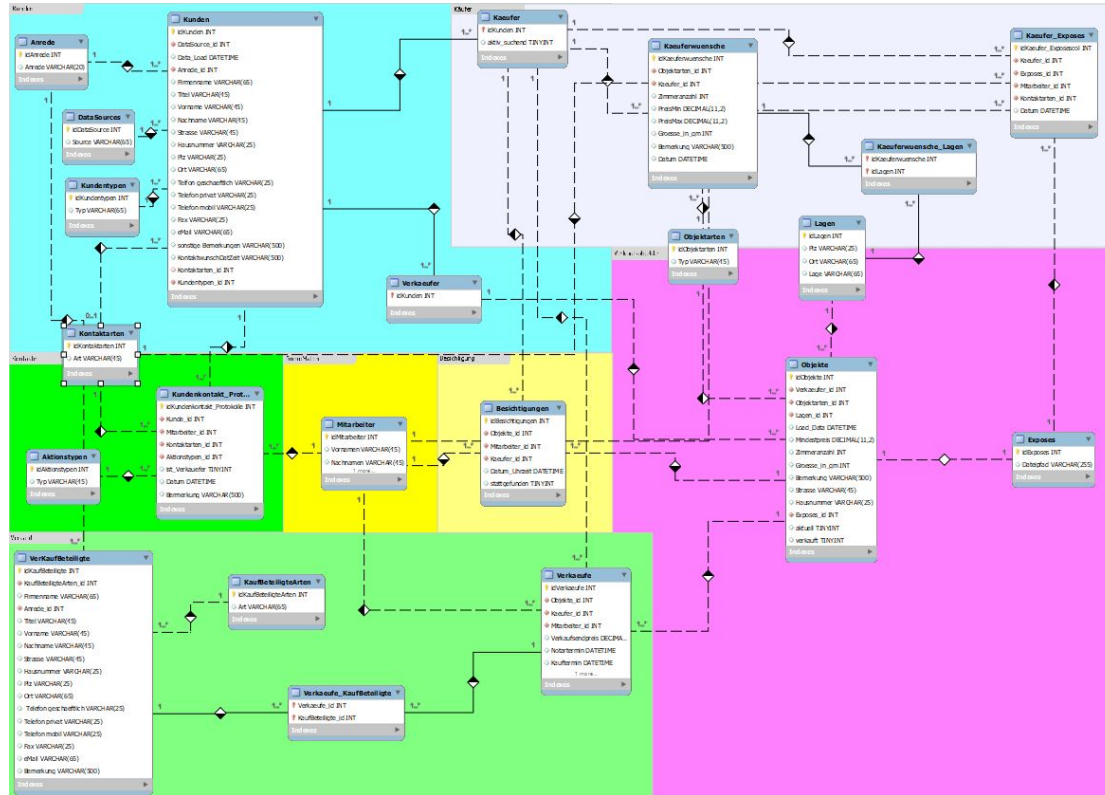 Kunden
Käufer
Anrede
idAnrede INT
Anrede VARCHAR(20)
Indexes
DataSources
idDataSource INT
Source VARCHAR(65)
Indexes
Kundentypen
idKundentypen INT
Typ VARCHAR(65)
Indexes
Kunden
idKunden INT
DataSource_id INT
Data_Load DATETIME
Anrede_id INT
Firmenname VARCHAR(65)
Titel VARCHAR(45)
Vorname VARCHAR(45)
Nachname VARCHAR(45)
Strasse VARCHAR(45)
Hausnummer VARCHAR(25)
Plz VARCHAR(25)
Ort VARCHAR(65)
Telfon geschaeftlich VARCHAR(25)
Telefon privat VARCHAR(25)
Telefon mobil VARCHAR(25)
Fax VARCHAR(25)
eMail VARCHAR(65)
sonstige Bemerkungen VARCHAR(500)
KontaktwunschDatZeit VARCHAR(500)
Kontaktarten_id INT
Kundentypen_id INT
Indexes
Kaeufer
idKunden INT
aktiv_suchend TINYINT
Indexes
Kaeuferwuensche
idKaeuferwuensche INT
Objektarten_id INT
Kaeufer_id INT
Zimmeranzahl INT
PreisMin DECIMAL(11,2)
PreisMax DECIMAL(11,2)
Groesse_in_qm INT
Bemerkung VARCHAR(500)
Datum DATETIME
Indexes
Kaeufer_Exposes
idKaeufer_Exposescol INT
Kaeufer_id INT
Exposes_id INT
Mitarbeiter_id INT
Kontaktarten_id INT
Datum DATETIME
Indexes
Kaeuferwuensche_Lagen
idKaeuferwuensche INT
idLagen INT
Indexes
Verkaeufer
idKunden INT
Indexes
Objektarten
idObjektarten INT
Typ VARCHAR(45)
Indexes
Lagen
idLagen INT
Plz VARCHAR(25)
Ort VARCHAR(65)
Lage VARCHAR(65)
Indexes
Kontaktarten
idKontaktarten INT
Art VARCHAR(45)
Indexes
Kontakte
Besichtigung
Kundenkontakt_Prot...
idKundenkontakt_Protokolle INT
Kunde_id INT
Mitarbeiter_id INT
Kontaktarten_id INT
Aktionstypen_id INT
ist_Verkaeufer TINYINT
Datum DATETIME
Bermerkung VARCHAR(500)
Indexes
Aktionstypen
idAktionstypen INT
Typ VARCHAR(45)
Indexes
Mitarbeiter
idMitarbeiter INT
Vornamen VARCHAR(45)
Nachnamen VARCHAR(45)
1 more...
Indexes
Besichtigungen
idBesichtigungen INT
Objekte_id INT
Mitarbeiter_id INT
Kaeufer_id INT
Datum_Uhrzeit DATETIME
stattgefunden TINYINT
Indexes
Objekte
idObjekte INT
Verkaeufer_id INT
Objektarten_id INT
Lagen_id INT
Load_Data DATETIME
Mindestpreis DECIMAL(11,2)
Zimmeranzahl INT
Groesse_in_qm INT
Bemerkung VARCHAR(500)
Strasse VARCHAR(45)
Hausnummer VARCHAR(25)
Exposes_id INT
aktuell TINYINT
verkauft TINYINT
Indexes
Exposes
idExposes INT
Dateipfad VARCHAR(255)
Indexes
VerKaufBeteiligte
idKaufBeteiligte INT
KaufBeteiligteArten_id INT
Firmenname VARCHAR(65)
Anrede_id INT
Titel VARCHAR(45)
Vorname VARCHAR(45)
Nachname VARCHAR(45)
Strasse VARCHAR(45)
Hausnummer VARCHAR(25)
Plz VARCHAR(25)
Ort VARCHAR(65)
Telefon geschaeftlich VARCHAR(25)
Telefon privat VARCHAR(25)
Telefon mobil VARCHAR(25)
Fax VARCHAR(25)
eMail VARCHAR(65)
Bemerkung VARCHAR(500)
Indexes
KaufBeteiligteArten
idKaufBeteiligteArten INT
Art VARCHAR(65)
Indexes
Verkaeufe_KaufBeteiligte
Verkaeufe_id INT
KaufBeteiligte_id INT
Indexes
Verkaeufe
idVerkaeufe INT
Objekte_id INT
Kaeufer_id INT
Mitarbeiter_id INT
Verkaufsendpreis DECIMA...
Notartermin DATETIME
Kauftermin DATETIME
1 more...
Indexes